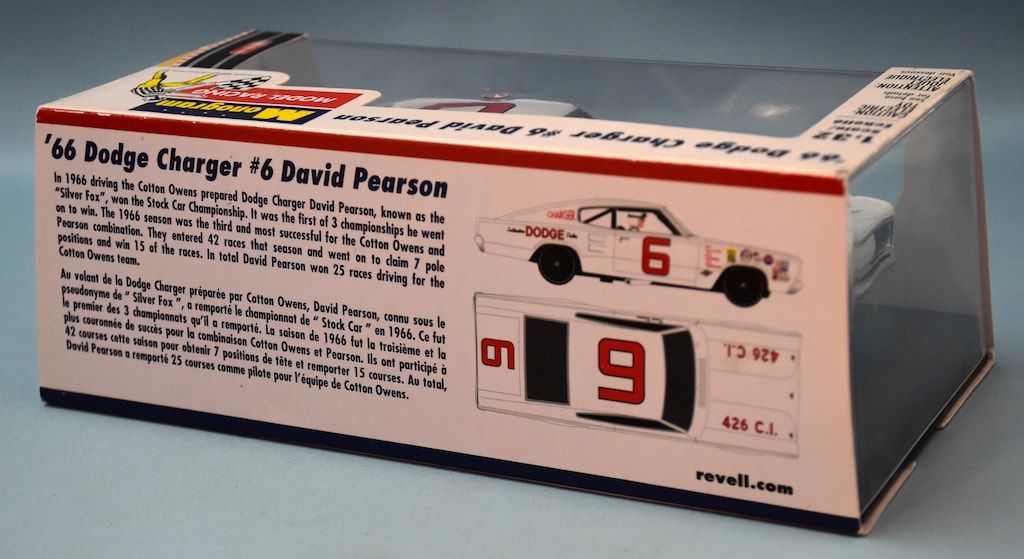 Monogram
MODEL RACING
'66 Dodge Charger #6 David Pearson
1:32
'66 Dodge Charger #6 David Pearson
In 1966 driving the Cotton Owens prepared Dodge Charger David Pearson, known as the
"Silver Fox", won the Stock Car Championship. It was the first of 3 championships he went
on to win. The 1966 season was the third and most successful for the Cotton Owens and
Pearson combination. They entered 42 races that season and went on to claim 7 pole
positions and win 15 of the races. In total David Pearson won 25 races driving for the
Cotton Owens team.
Au volant de la Dodge Charger préparée par Cotton Owens, David Pearson, connu sous le
pseudonyme de " Silver Fox ", a remporté le championnat de " Stock Car " en 1966. Ce fut
le premier des 3 championnats qu'il a remporté. La saison de 1966 fut la troisième et la
plus couronnée de succès pour la combinaison Cotton Owens et Pearson. Ils ont participé à
42 courses cette saison pour obtenir 7 positions de tête et remporter 15 courses. Au total,
David Pearson a remporté 25 courses comme pilote pour l'équipe de Cotton Owens.
CHARGER
DODGE
6
6
6
426 C.I.
426 C.I.
revell.com